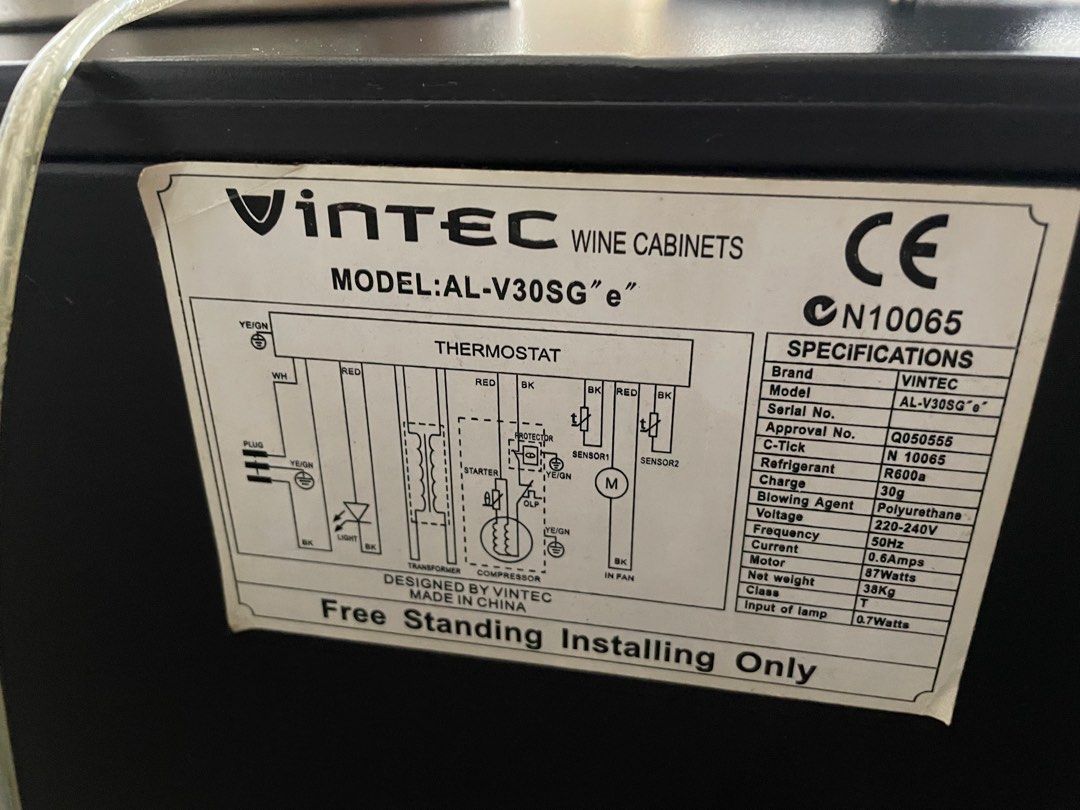 VINTEC WINE CABINETS
MODEL:AL-V30SG"e"
CE
N10065
YE/GN
THERMOSTAT
WH
RED
RED
BK
BK
RED
BK
PLUG
YE/GN
LIGHT
BK
BK
TRANSFORMER
STARTER
PROTECTOR
YE/GN
OLP
YE/GN
COMPRESSOR
SENSOR1
M
SENSOR2
BK
IN FAN
SPECIFICATIONS
Brand VINTEC
Model AL-V30SG"e"
Serial No.
Approval No. Q050555
C-Tick N 10065
Refrigerant R600a
Charge 30g
Blowing Agent Polyurethane
Voltage 220-240V
Frequency 50Hz
Current 0.6Amps
Motor 87Watts
Net weight 38Kg
Class T
Input of lamp 0.7Watts
DESIGNED BY VINTEC
MADE IN CHINA
Free Standing Installing Only